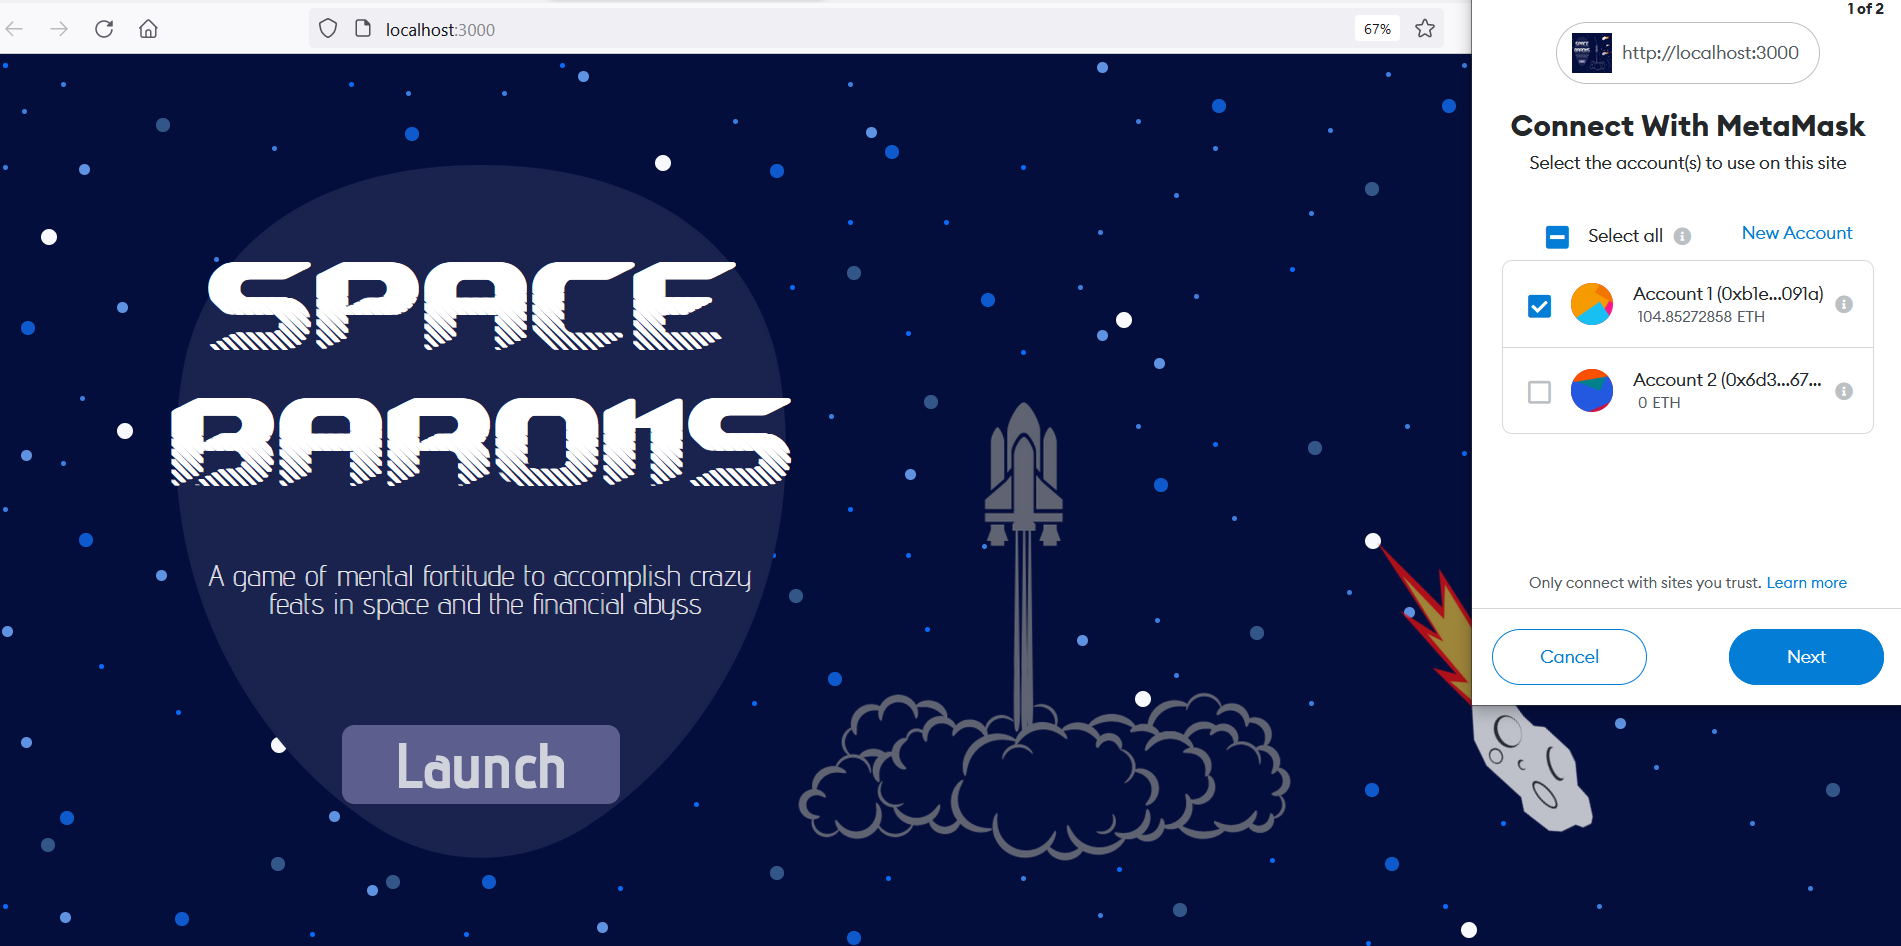 localhost:3000
67%
SPACE
BARONS
A game of mental fortitude to accomplish crazy
feats in space and the financial abyss
Launch
1 of 2
http://localhost:3000
Connect With MetaMask
Select the account(s) to use on this site
Select all
New Account
Account 1 (0xb1e...091a)
104.85272858 ETH
Account 2 (0x6d3...67...
0 ETH
Only connect with sites you trust. Learn more
Cancel
Next